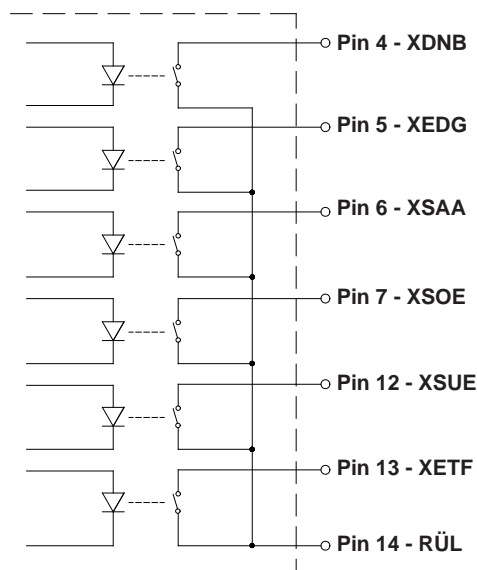 Pin 4 - XDNB
Pin 5 - XEDG
Pin 6 - XSAA
Pin 7 - XSOE
Pin 12 - XSUE
Pin 13 - XETF
Pin 14 - RÜL